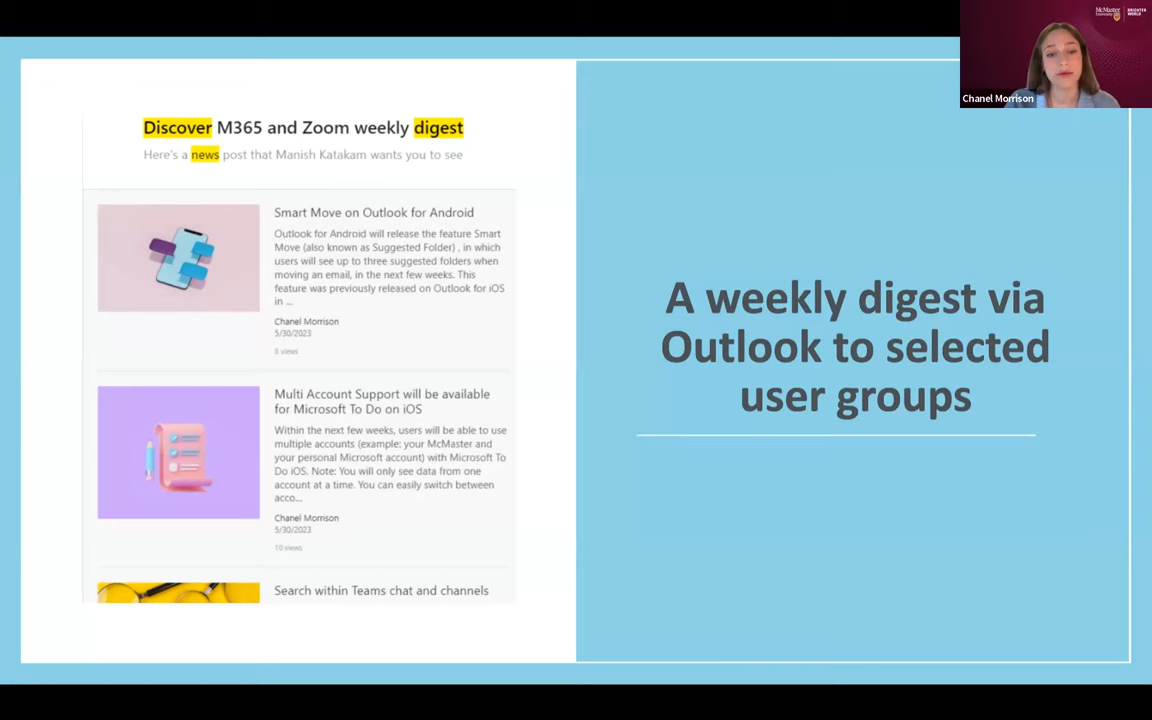 McMaster
University
BRIGHTER
WORLD
Chanel Morrison
Discover M365 and Zoom weekly digest
Here's a news post that Manish Katakam wants you to see
Smart Move on Outlook for Android
Outlook for Android will release the feature Smart
Move (also known as Suggested Folder) , in which
users will see up to three suggested folders when
moving an email, in the next few weeks. This
feature was previously released on Outlook for iOS
in ...
Chanel Morrison
5/30/2023
8 views
Multi Account Support will be available
for Microsoft To Do on iOS
Within the next few weeks, users will be able to use
multiple accounts (example: your McMaster and
your personal Microsoft account) with Microsoft To
Do iOS. Note: You will only see data from one
account at a time. You can easily switch between
acco...
Chanel Morrison
5/30/2023
10 views
Search within Teams chat and channels
A weekly digest via
Outlook to selected
user groups